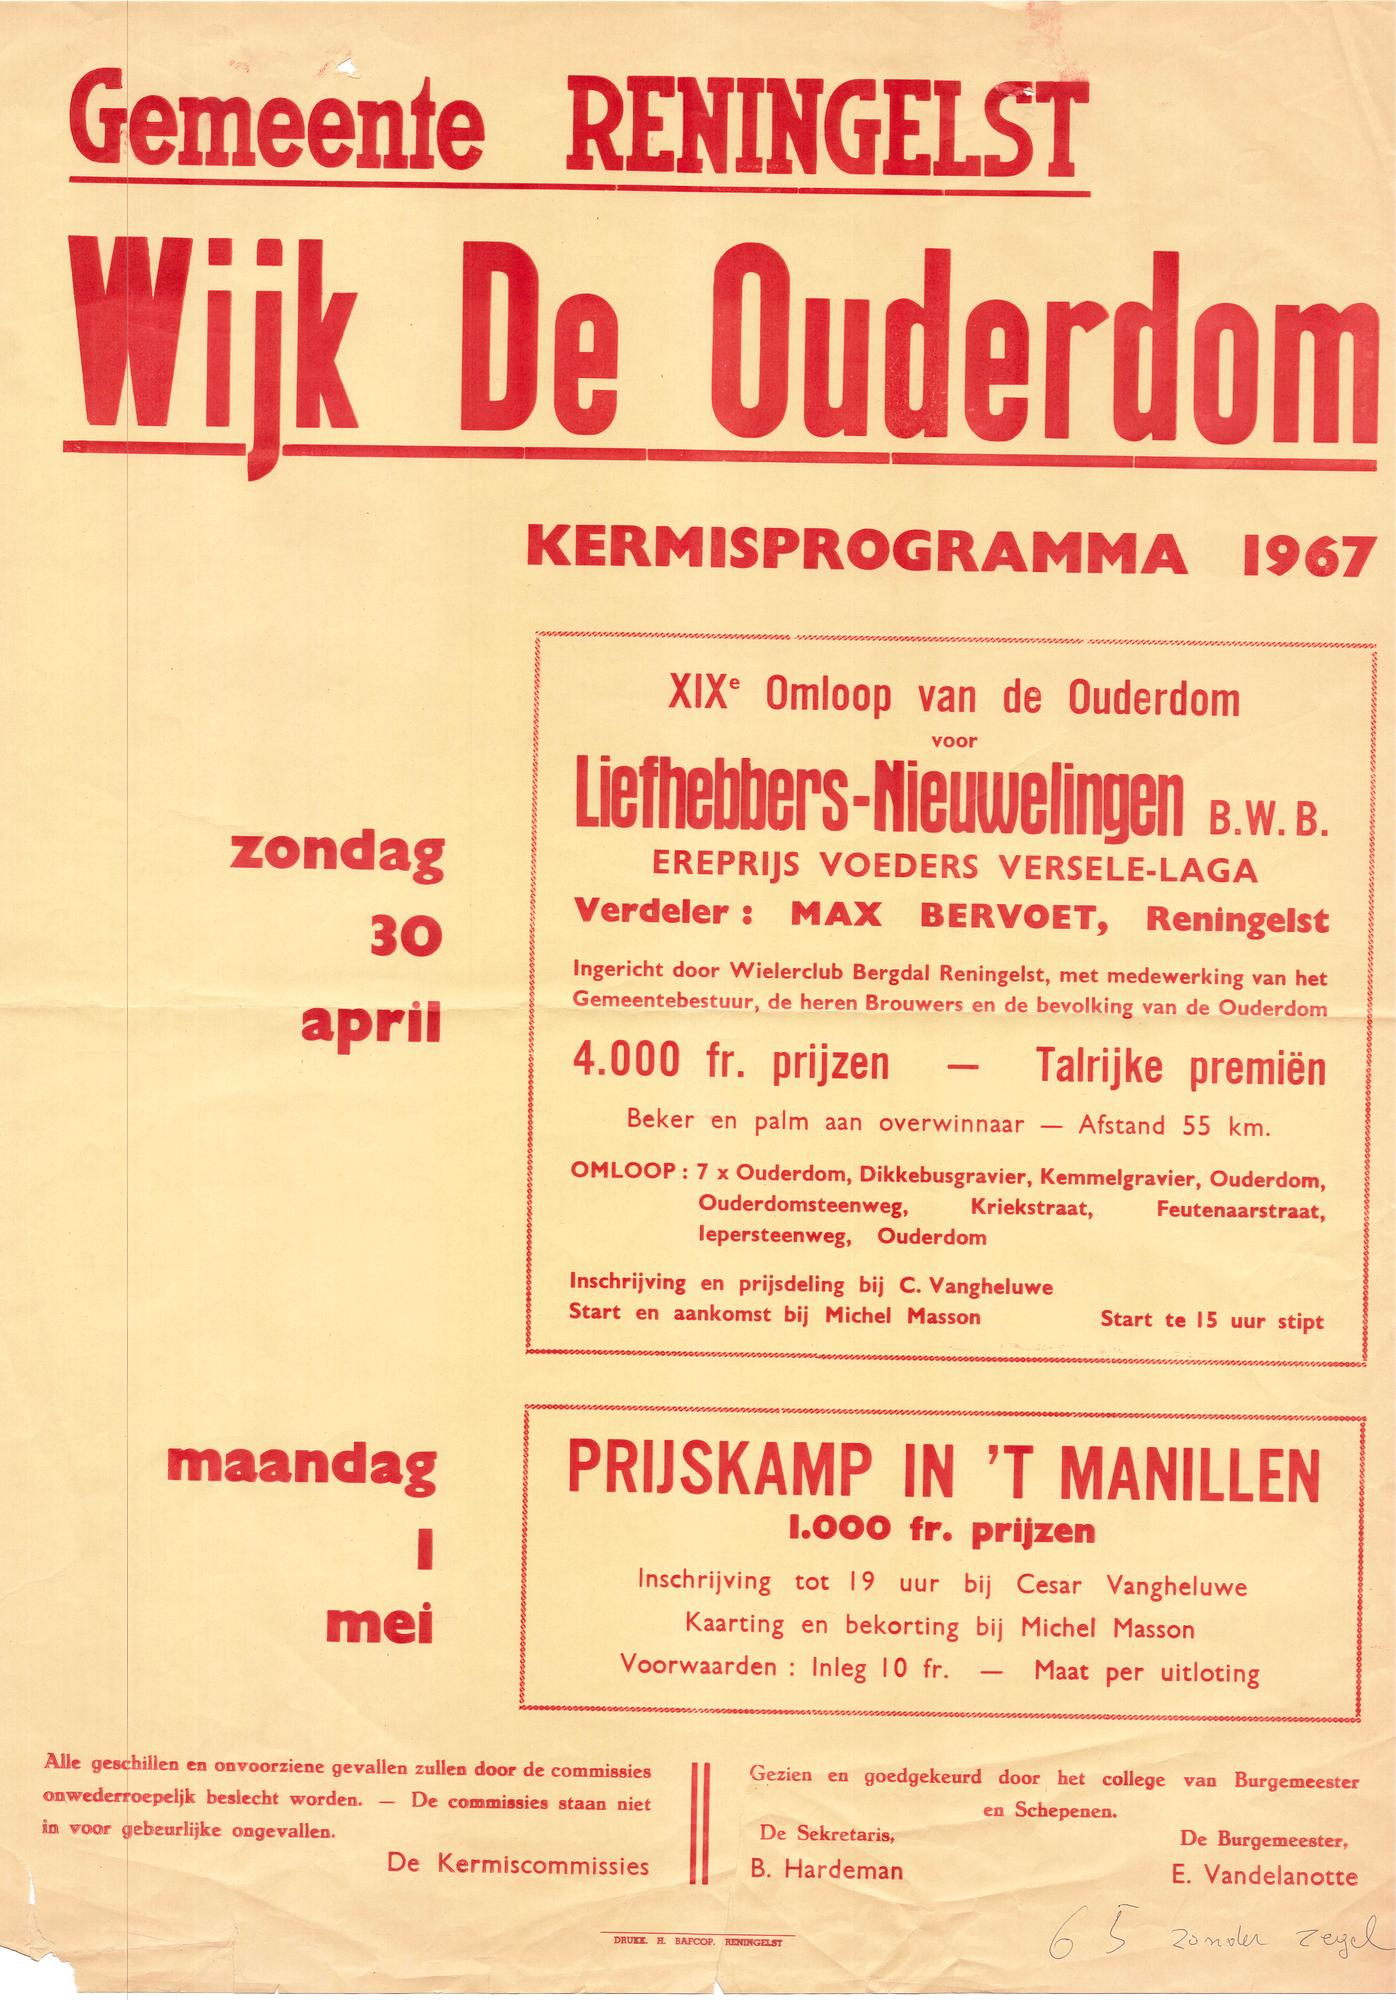 Gemeente RENINGELST
Wijk De Ouderdom
KERMISPROGRAMMA 1967
zondag
30
april
XIXe Omloop van de Ouderdom
voor
Liefhebbers-Nieuwelingen B.W.B.
EREPRIJS VOEDERS VERSELE-LAGA
Verdeler : MAX BERVOET, Reningelst
Ingericht door Wielerclub Bergdal Reningelst, met medewerking van het
Gemeentebestuur, de heren Brouwers en de bevolking van de Ouderdom
4.000 fr. prijzen — Talrijke premiën
Beker en palm aan overwinnaar — Afstand 55 km.
OMLOOP : 7 x Ouderdom, Dikkebusgravier, Kemmelgravier, Ouderdom,
Ouderdomsteenweg, Kriekstraat, Feutenaarstraat,
Iepersteenweg, Ouderdom
Inschrijving en prijsdeling bij C. Vangheluwe
Start en aankomst bij Michel Masson Start te 15 uur stipt
maandag
1
mei
PRIJSKAMP IN 'T MANILLEN
1.000 fr. prijzen
Inschrijving tot 19 uur bij Cesar Vangheluwe
Kaarting en bekorting bij Michel Masson
Voorwaarden : Inleg 10 fr. — Maat per uitloting
Alle geschillen en onvoorziene gevallen zullen door de commissies
onwederroepeljk beslecht worden. — De commissies staan niet
in voor gebeurlijke ongevallen.
De Kermiscommissies
Gezien en goedgekeurd door het college van Burgemeester
en Schepenen.
De Sekretaris, De Burgemeester,
B. Hardeman E. Vandelanotte
DRUKK. H. BAFCOP. RENINGELST
65 zonder zegel